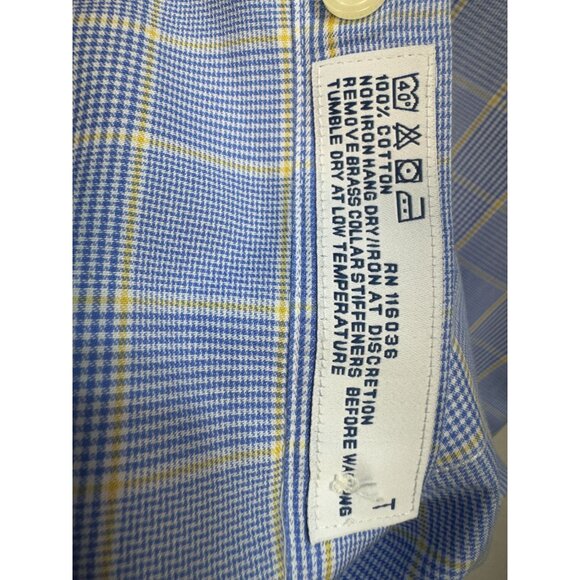 40°
RN 116036
100% COTTON
NON IRON HANG DRY/IRON AT DISCRETION
REMOVE BRASS COLLAR STIFFENERS BEFORE
TUMBLE DRY AT LOW TEMPERATURE
T